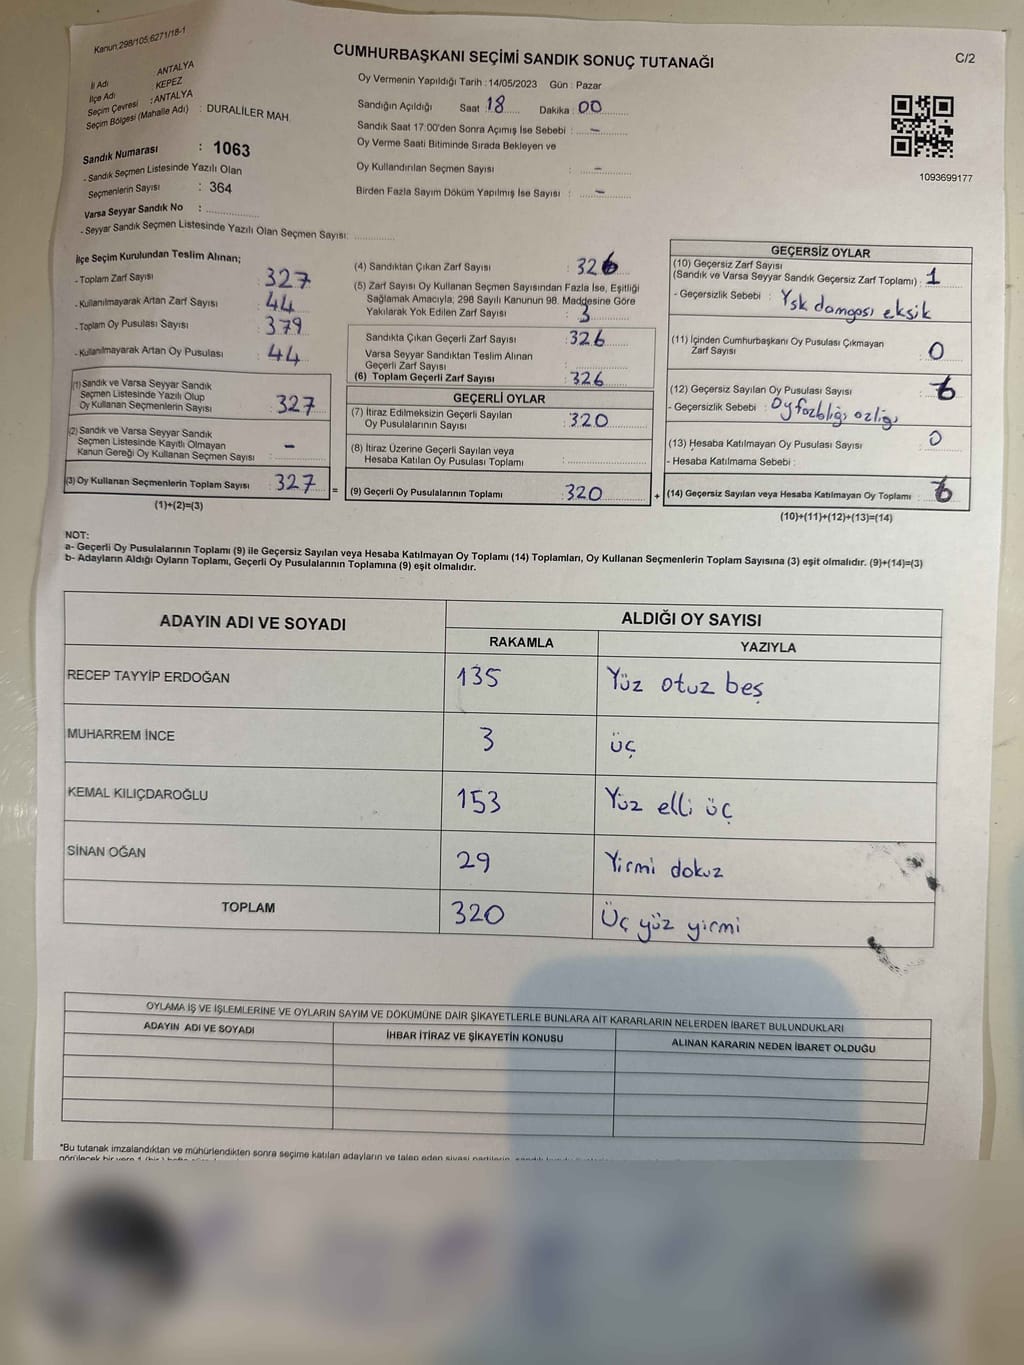 Kanun.298/105,6271/18-1
CUMHURBAŞKANI SEÇİMİ SANDIK SONUÇ TUTANAĞI
C/2
İl Adı ANTALYA
İlçe Adı :KEPEZ
Seçim Çevresi :ANTALYA
Seçim Bölgesi (Mahalle Adı) : DURALİLER MAH.
Sandık Numarası : 1063
- Sandık Seçmen Listesinde Yazılı Olan
Seçmenlerin Sayısı : 364
Varsa Seyyar Sandık No :
- Seyyar Sandık Seçmen Listesinde Yazılı Olan Seçmen Sayısı:
Oy Vermenin Yapıldığı Tarih :14/05/2023 Gün : Pazar
Sandığın Açıldığı Saat 18 Dakika : 00
Sandık Saat 17:00'den Sonra Açımış İse Sebebi : –
Oy Verme Saati Bitiminde Sırada Bekleyen ve
Oy Kullandırılan Seçmen Sayısı : –
Birden Fazla Sayım Döküm Yapılmış İse Sayısı : –
1093699177
İlçe Seçim Kurulundan Teslim Alınan;
- Toplam Zarf Sayısı : 327
- Kullanılmayarak Artan Zarf Sayısı : 44
- Toplam Oy Pusulası Sayısı : 379
- Kullanılmayarak Artan Oy Pusulası : 44
(1) Sandık ve Varsa Seyyar Sandık
Seçmen Listesinde Yazılı Olup
Oy Kullanan Seçmenlerin Sayısı : 327
(2) Sandık ve Varsa Seyyar Sandık
Seçmen Listesinde Kayıtlı Olmayan
Kanun Gereği Oy Kullanan Seçmen Sayısı : –
(3) Oy Kullanan Seçmenlerin Toplam Sayısı : 327 =
(1)+(2)=(3)
(4) Sandıktan Çıkan Zarf Sayısı : 326
(5) Zarf Sayısı Oy Kullanan Seçmen Sayısından Fazla İse, Eşitliği
Sağlamak Amacıyla, 298 Sayılı Kanunun 98. Maddesine Göre
Yakılarak Yok Edilen Zarf Sayısı : 3
Sandıkta Çıkan Geçerli Zarf Sayısı : 326
Varsa Seyyar Sandıktan Teslim Alınan
Geçerli Zarf Sayısı :
(6) Toplam Geçerli Zarf Sayısı : 326
GEÇERLİ OYLAR
(7) İtiraz Edilmeksizin Geçerli Sayılan
Oy Pusulalarının Sayısı : 320
(8) İtiraz Üzerine Geçerli Sayılan veya
Hesaba Katılan Oy Pusulası Toplamı :
(9) Geçerli Oy Pusulalarının Toplamı : 320 +
GEÇERSİZ OYLAR
(10) Geçersiz Zarf Sayısı
(Sandık ve Varsa Seyyar Sandık Geçersiz Zarf Toplamı) : 1
- Geçersizlik Sebebi : Ysk damgası eksik
(11) İçinden Cumhurbaşkanı Oy Pusulası Çıkmayan
Zarf Sayısı : 0
(12) Geçersiz Sayılan Oy Pusulası Sayısı : 6
- Geçersizlik Sebebi : Oy fazlalığı azlığı
(13) Hesaba Katılmayan Oy Pusulası Sayısı : 0
- Hesaba Katılmama Sebebi :
(14) Geçersiz Sayılan veya Hesaba Katılmayan Oy Toplamı : 6
(10)+(11)+(12)+(13)=(14)
NOT:
a- Geçerli Oy Pusulalarının Toplamı (9) ile Geçersiz Sayılan veya Hesaba Katılmayan Oy Toplamı (14) Toplamları, Oy Kullanan Seçmenlerin Toplam Sayısına (3) eşit olmalıdır. (9)+(14)=(3)
b- Adayların Aldığı Oyların Toplamı, Geçerli Oy Pusulalarının Toplamına (9) eşit olmalıdır.
ADAYIN ADI VE SOYADI
ALDIĞI OY SAYISI
RAKAMLA YAZIYLA
RECEP TAYYİP ERDOĞAN 135 Yüz otuz beş
MUHARREM İNCE 3 üç
KEMAL KILIÇDAROĞLU 153 Yüz elli üç
SİNAN OĞAN 29 Yirmi dokuz
TOPLAM 320 Üç yüz yirmi
OYLAMA İŞ VE İŞLEMLERİNE VE OYLARIN SAYIM VE DÖKÜMÜNE DAİR ŞİKAYETLERLE BUNLARA AİT KARARLARIN NELERDEN İBARET BULUNDUKLARI
ADAYIN ADI VE SOYADI İHBAR İTİRAZ VE ŞİKAYETİN KONUSU ALINAN KARARIN NEDEN İBARET OLDUĞU
*Bu tutanak imzalandıktan ve mühürlendikten sonra seçime katılan adayların ve talep eden siyasi partilerin,